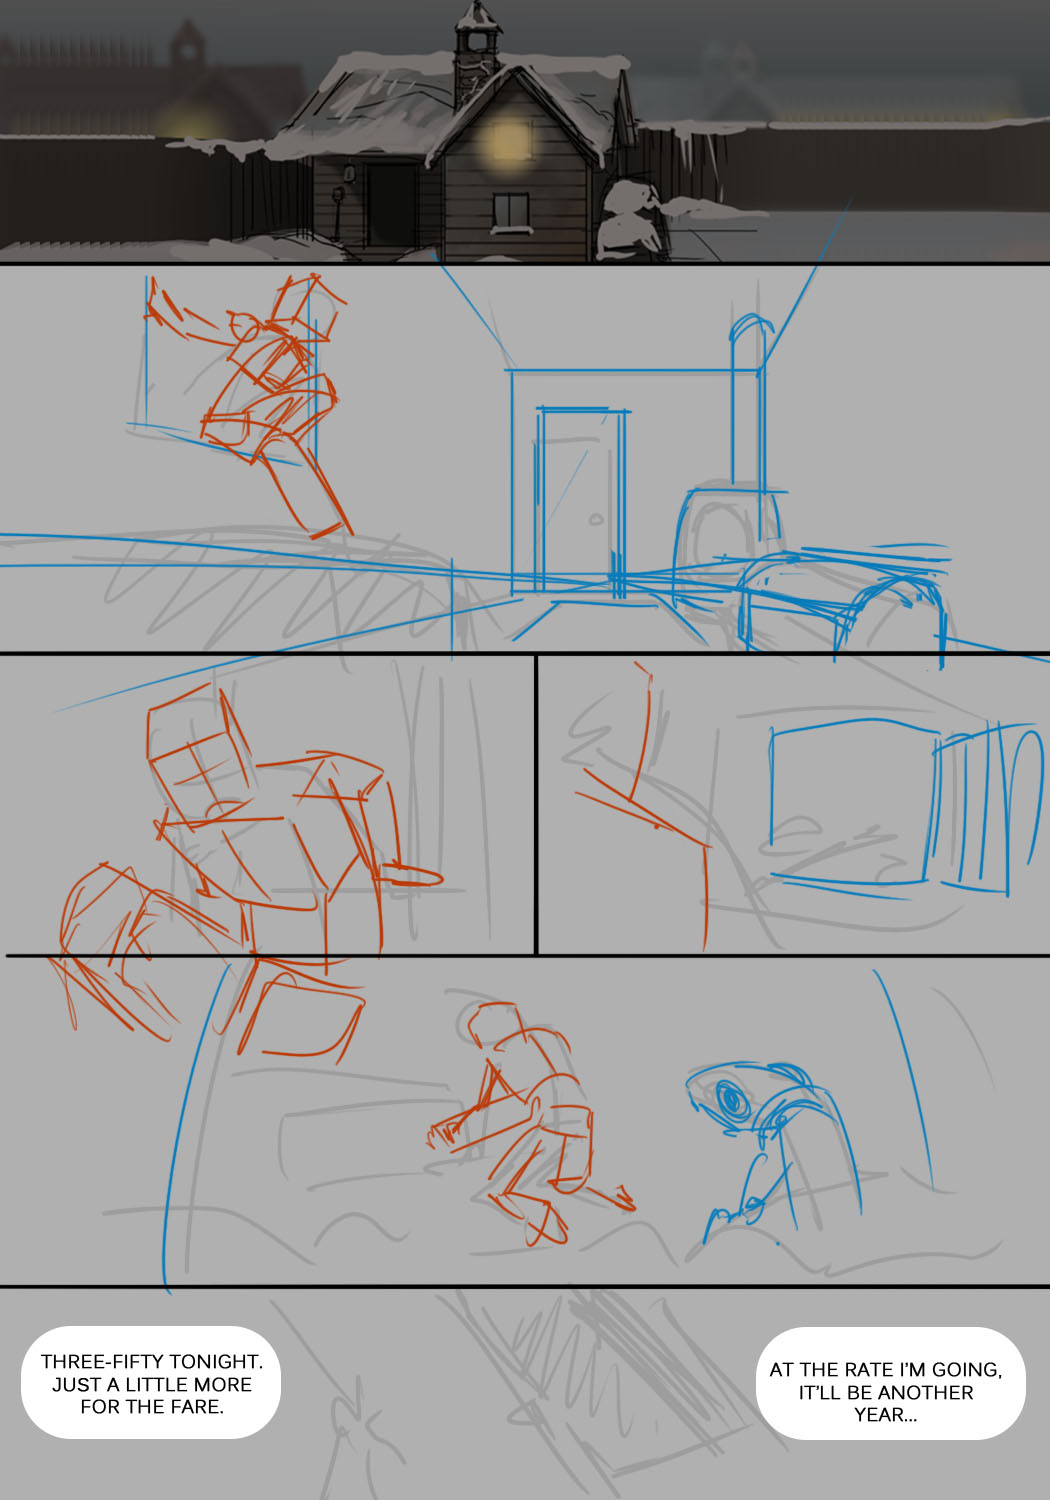 THREE-FIFTY TONIGHT.
JUST A LITTLE MORE
FOR THE FARE.
AT THE RATE I'M GOING,
IT'LL BE ANOTHER
YEAR...